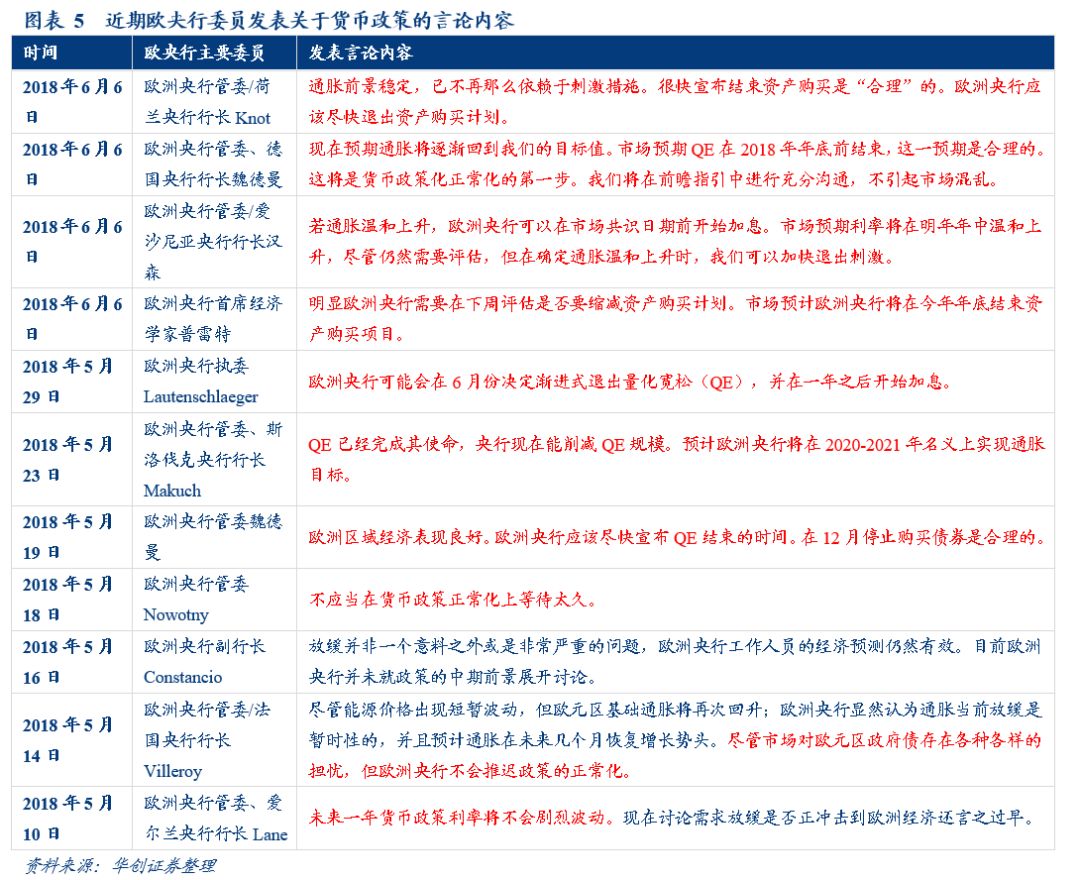 图表 5 近期欧央行委员发表关于货币政策的言论内容
时间 欧央行主要委员 发表言论内容
2018年6月6
日
欧洲央行管委/荷
兰央行行长 Knot
通胀前景稳定，已不再那么依赖于刺激措施。很快宣布结束资产购买是“合理”的。欧洲央行应
该尽快退出资产购买计划。
2018年6月6
日
欧洲央行管委、德
国央行行长魏德曼
现在预期通胀将逐渐回到我们的目标值。市场预期 QE 在 2018 年年底前结束，这一预期是合理的。
这将是货币政策化正常化的第一步。我们将在前瞻指引中进行充分沟通，不引起市场混乱。
2018年6月6
日
欧洲央行管委/爱
沙尼亚央行行长汉
森
若通胀温和上升，欧洲央行可以在市场共识日期前开始加息。市场预期利率将在明年年中温和上
升，尽管仍然需要评估，但在确定通胀温和上升时，我们可以加快退出刺激。
2018年6月6
日
欧洲央行首席经济
学家普雷特
明显欧洲央行需要在下周评估是否要缩减资产购买计划。市场预计欧洲央行将在今年年底结束资
产购买项目。
2018 年 5 月
29 日
欧洲央行执委
Lautenschlaeger
欧洲央行可能会在 6 月份决定渐进式退出量化宽松（QE），并在一年之后开始加息。
2018 年 5 月
23 日
欧洲央行管委、斯
洛伐克央行行长
Makuch
QE 已经完成其使命，央行现在能削减 QE 规模。预计欧洲央行将在 2020-2021 年名义上实现通胀
目标。
2018 年 5 月
19 日
欧洲央行管委魏德
曼
欧洲区域经济表现良好。欧洲央行应该尽快宣布 QE 结束的时间。在 12 月停止购买债券是合理的。
2018 年 5 月
18 日
欧洲央行管委
Nowotny
不应当在货币政策正常化上等待太久。
2018 年 5 月
16 日
欧洲央行副行长
Constancio
放缓并非一个意料之外或是非常严重的问题，欧洲央行工作人员的经济预测仍然有效。目前欧洲
央行并未就政策的中期前景展开讨论。
2018 年 5 月
14 日
欧洲央行管委/法
国央行行长
Villeroy
尽管能源价格出现短暂波动，但欧元区基础通胀将再次回升；欧洲央行显然认为通胀当前放缓是
暂时性的，并且预计通胀在未来几个月恢复增长势头。尽管市场对欧元区政府债存在各种各样的
担忧，但欧洲央行不会推迟政策的正常化。
2018 年 5 月
10 日
欧洲央行管委、爱
尔兰央行行长 Lane
未来一年货币政策利率将不会剧烈波动。现在讨论需求放缓是否正冲击到欧洲经济还言之过早。
资料来源：华创证券整理